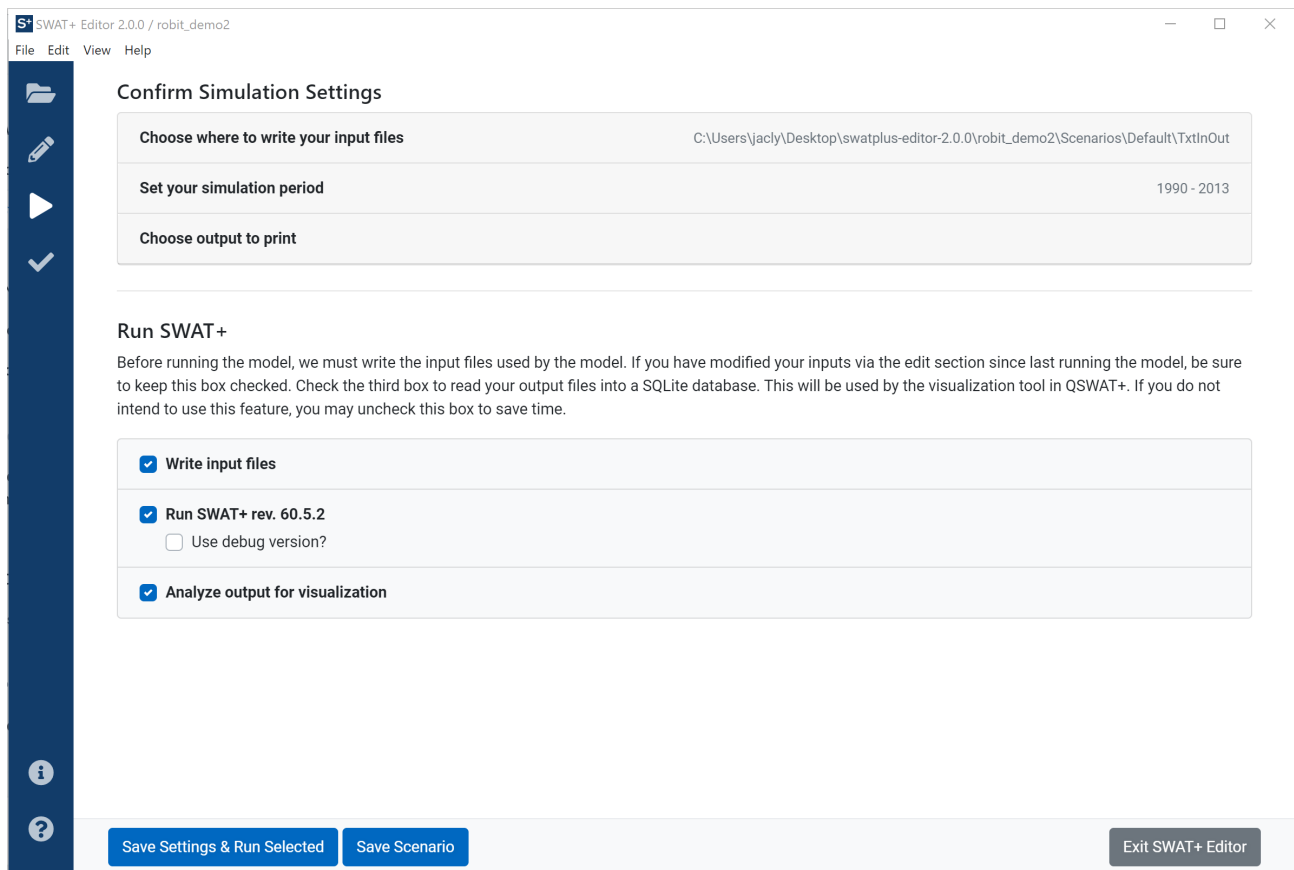 S+ SWAT+ Editor 2.0.0 / robit_demo2
File Edit View Help
Confirm Simulation Settings
Choose where to write your input files C:\Users\jacly\Desktop\swatplus-editor-2.0.0\robit_demo2\Scenarios\Default\TxtInOut
Set your simulation period 1990 - 2013
Choose output to print
Run SWAT+
Before running the model, we must write the input files used by the model. If you have modified your inputs via the edit section since last running the model, be sure
to keep this box checked. Check the third box to read your output files into a SQLite database. This will be used by the visualization tool in QSWAT+. If you do not
intend to use this feature, you may uncheck this box to save time.
Write input files
Run SWAT+ rev. 60.5.2
Use debug version?
Analyze output for visualization
Save Settings & Run Selected Save Scenario Exit SWAT+ Editor